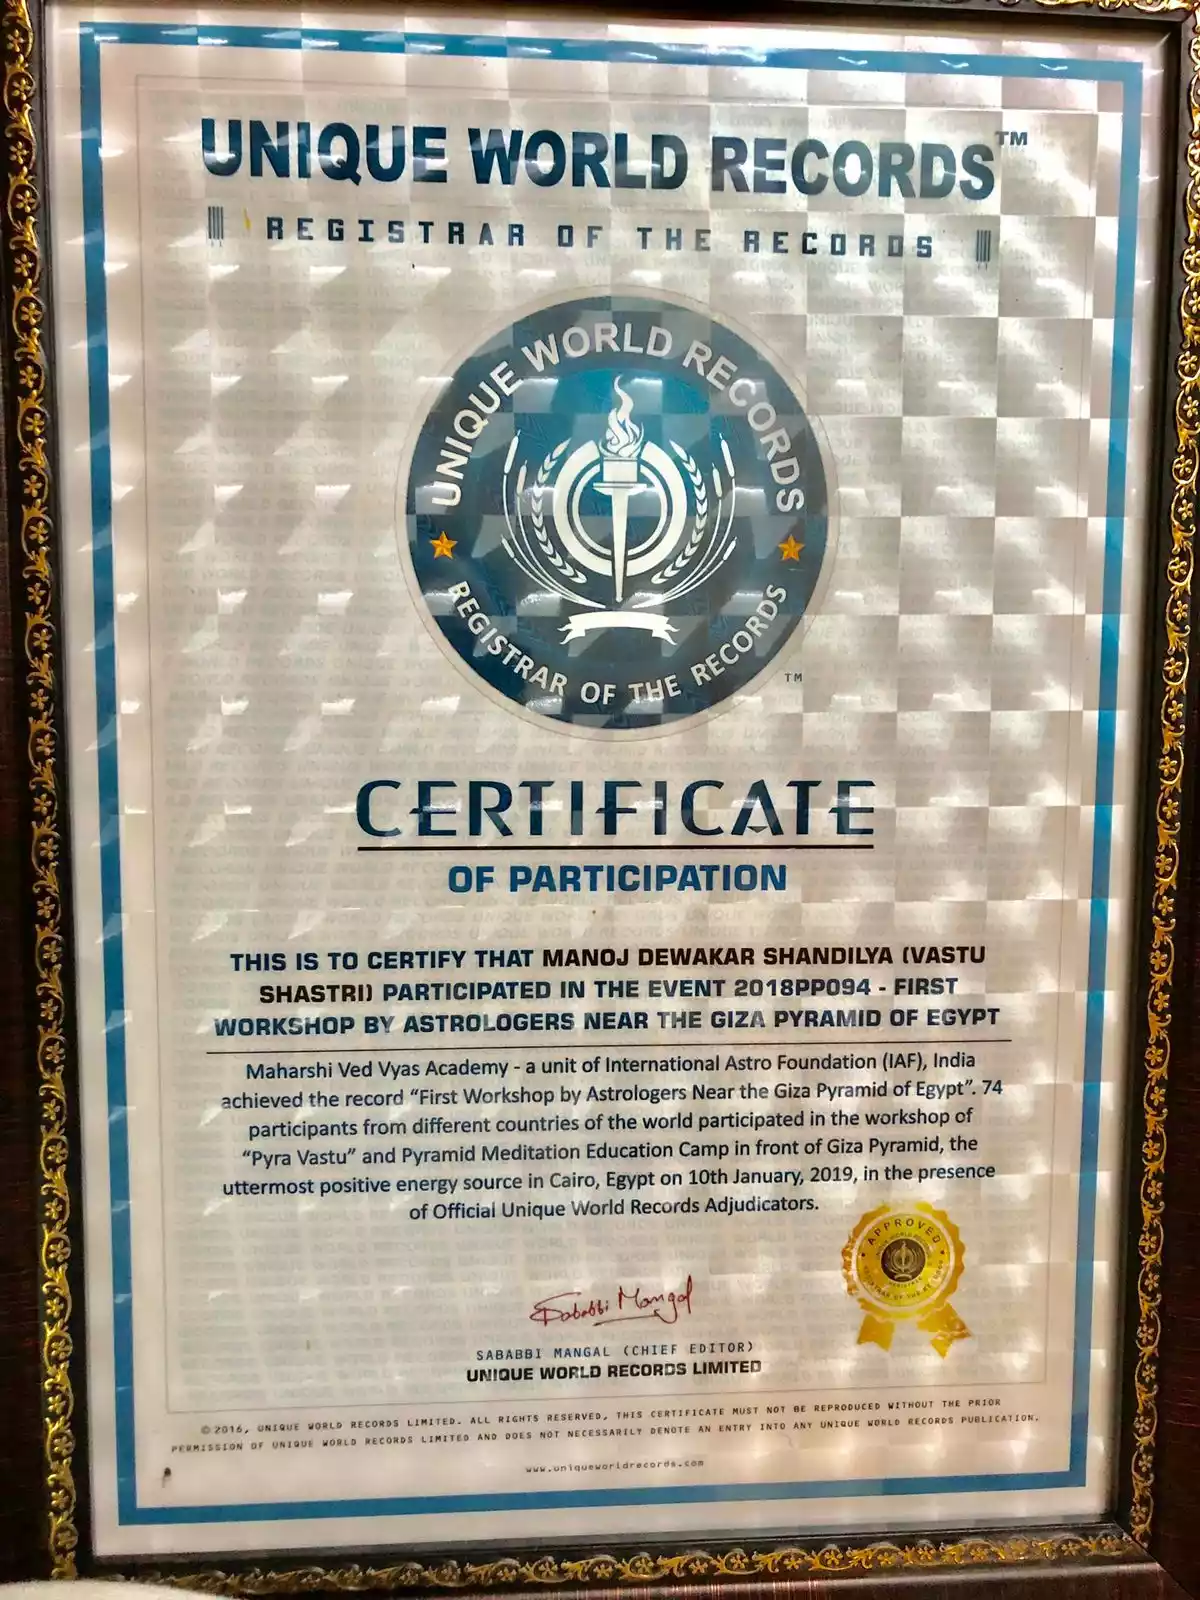 UNIQUE WORLD RECORDS™
REGISTRAR OF THE RECORDS
UNIQUE WORLD RECORDS
REGISTRAR OF THE RECORDS
TM
CERTIFICATE
OF PARTICIPATION
THIS IS TO CERTIFY THAT MANOJ DEWAKAR SHANDILYA (VASTU
SHASTRI) PARTICIPATED IN THE EVENT 2018PP094 - FIRST
WORKSHOP BY ASTROLOGERS NEAR THE GIZA PYRAMID OF EGYPT
Maharshi Ved Vyas Academy - a unit of International Astro Foundation (IAF), India
achieved the record “First Workshop by Astrologers Near the Giza Pyramid of Egypt”. 74
participants from different countries of the world participated in the workshop of
“Pyra Vastu” and Pyramid Meditation Education Camp in front of Giza Pyramid, the
uttermost positive energy source in Cairo, Egypt on 10th January, 2019, in the presence
of Official Unique World Records Adjudicators.
APPROVED
Sababbi Mangal
SABABBI MANGAL (CHIEF EDITOR)
UNIQUE WORLD RECORDS LIMITED
©2016, UNIQUE WORLD RECORDS LIMITED. ALL RIGHTS RESERVED, THIS CERTIFICATE MUST NOT BE REPRODUCED WITHOUT THE PRIOR
PERMISSION OF UNIQUE WORLD RECORDS LIMITED AND DOES NOT NECESSARILY DENOTE AN ENTRY INTO ANY UNIQUE WORLD RECORDS PUBLICATION.
www.uniqueworldrecords.com